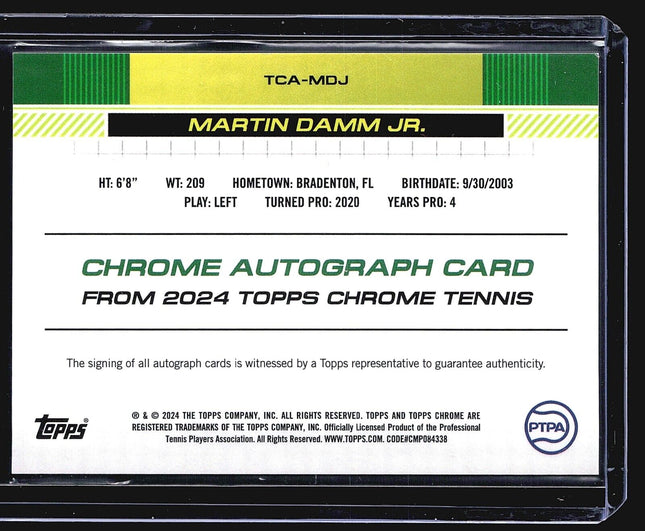 TCA-MDJ
MARTIN DAMM JR.
HT: 6'8" WT: 209 HOMETOWN: BRADENTON, FL BIRTHDATE: 9/30/2003
PLAY: LEFT TURNED PRO: 2020 YEARS PRO: 4
CHROME AUTOGRAPH CARD
FROM 2024 TOPPS CHROME TENNIS
The signing of all autograph cards is witnessed by a Topps representative to guarantee authenticity.
Topps®
® & © 2024 THE TOPPS COMPANY, INC. ALL RIGHTS RESERVED. TOPPS AND TOPPS CHROME ARE
REGISTERED TRADEMARKS OF THE TOPPS COMPANY, INC. Officially Licensed Product of the Professional
Tennis Players Association. All Rights Reserved. WWW.TOPPS.COM. CODE#CMP084338
PTPA